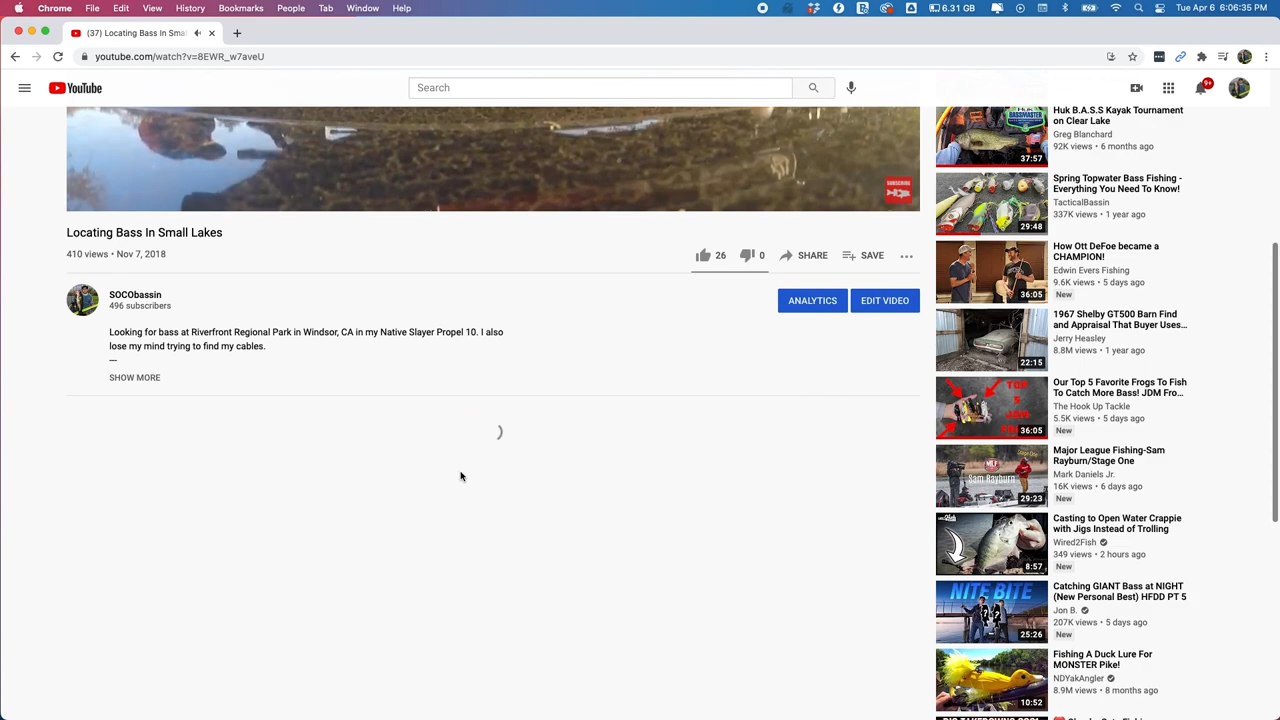 Chrome File Edit View History Bookmarks People Tab Window Help
6.31 GB
Tue Apr 6 6:06:35 PM
(37) Locating Bass In Sma
youtube.com/watch?v=8EWR_w7aveU
YouTube
Search
9+
SUBSCRIBE
Locating Bass In Small Lakes
410 views • Nov 7, 2018
26
0
SHARE
SAVE
SOCObassin
496 subscribers
ANALYTICS
EDIT VIDEO
Looking for bass at Riverfront Regional Park in Windsor, CA in my Native Slayer Propel 10. I also
lose my mind trying to find my cables.
---
SHOW MORE
Huk
BASSMASTER
37:57
Huk B.A.S.S Kayak Tournament
on Clear Lake
Greg Blanchard
92K views • 6 months ago
29:48
Spring Topwater Bass Fishing -
Everything You Need To Know!
TacticalBassin
337K views • 1 year ago
36:05
How Ott DeFoe became a
CHAMPION!
Edwin Evers Fishing
9.6K views • 5 days ago
New
22:15
1967 Shelby GT500 Barn Find
and Appraisal That Buyer Uses...
Jerry Heasley
8.8M views • 1 year ago
TOP
5
JDM
36:05
Our Top 5 Favorite Frogs To Fish
To Catch More Bass! JDM Fro...
The Hook Up Tackle
5.5K views • 5 days ago
New
Sam Rayburn
29:23
Major League Fishing-Sam
Rayburn/Stage One
Mark Daniels Jr.
16K views • 6 days ago
New
8:57
Casting to Open Water Crappie
with Jigs Instead of Trolling
Wired2Fish
349 views • 2 hours ago
New
NITE BITE
25:26
Catching GIANT Bass at NIGHT
(New Personal Best) HFDD PT 5
Jon B.
207K views • 5 days ago
New
10:52
Fishing A Duck Lure For
MONSTER Pike!
NDYakAngler
8.9M views • 8 months ago